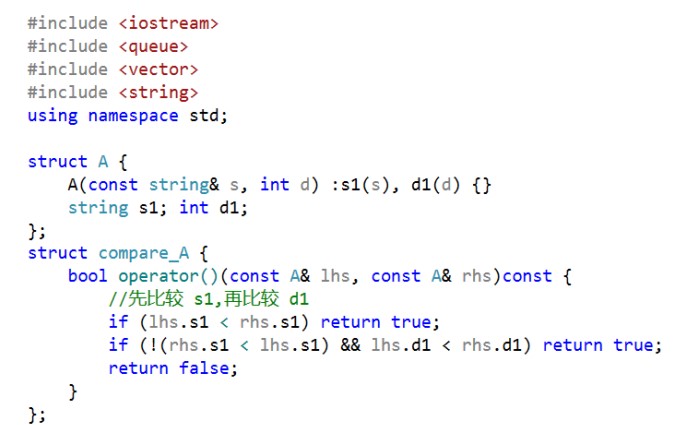 #include <iostream>
#include <queue>
#include <vector>
#include <string>
using namespace std;
struct A {
A(const string& s, int d) :s1(s), d1(d) {}
string s1; int d1;
};
struct compare_A {
bool operator()(const A& lhs, const A& rhs)const {
//先比较 s1,再比较 d1
if (lhs.s1 < rhs.s1) return true;
if (!(rhs.s1 < lhs.s1) && lhs.d1 < rhs.d1) return true;
return false;
}
};